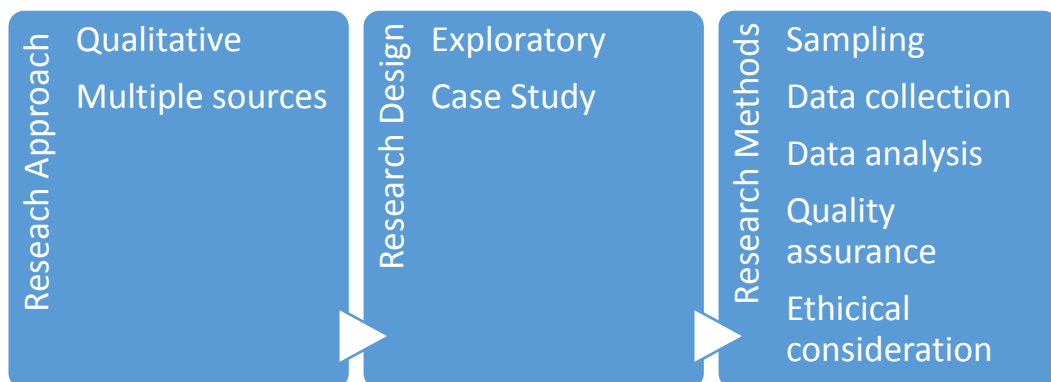 Reseach Approach
Qualitative
Multiple sources
Research Design
Exploratory
Case Study
Research Methods
Sampling
Data collection
Data analysis
Quality
assurance
Ethicical
consideration